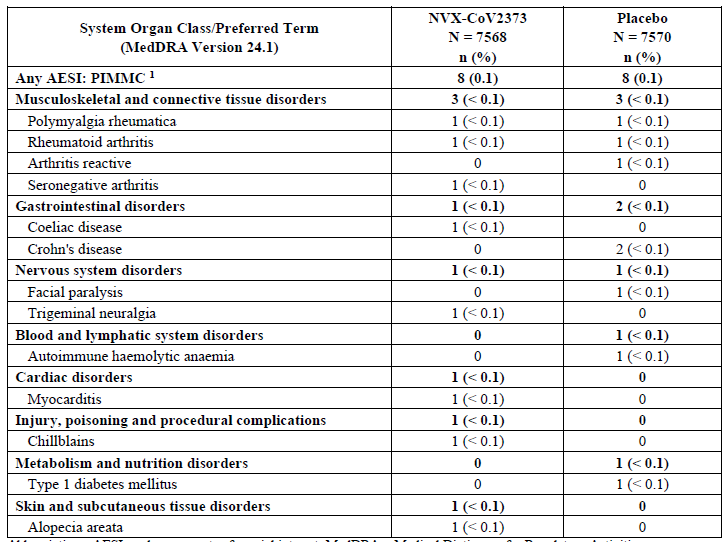 System Organ Class/Preferred Term
(MedDRA Version 24.1)
NVX-CoV2373
N = 7568
n (%)
Placebo
N = 7570
n (%)
Any AESI: PIMMC 1 8 (0.1) 8 (0.1)
Musculoskeletal and connective tissue disorders 3 (< 0.1) 3 (< 0.1)
Polymyalgia rheumatica 1 (< 0.1) 1 (< 0.1)
Rheumatoid arthritis 1 (< 0.1) 1 (< 0.1)
Arthritis reactive 0 1 (< 0.1)
Seronegative arthritis 1 (< 0.1) 0
Gastrointestinal disorders 1 (< 0.1) 2 (< 0.1)
Coeliac disease 1 (< 0.1) 0
Crohn's disease 0 2 (< 0.1)
Nervous system disorders 1 (< 0.1) 1 (< 0.1)
Facial paralysis 0 1 (< 0.1)
Trigeminal neuralgia 1 (< 0.1) 0
Blood and lymphatic system disorders 0 1 (< 0.1)
Autoimmune haemolytic anaemia 0 1 (< 0.1)
Cardiac disorders 1 (< 0.1) 0
Myocarditis 1 (< 0.1) 0
Injury, poisoning and procedural complications 1 (< 0.1) 0
Chillblains 1 (< 0.1) 0
Metabolism and nutrition disorders 0 1 (< 0.1)
Type 1 diabetes mellitus 0 1 (< 0.1)
Skin and subcutaneous tissue disorders 1 (< 0.1) 0
Alopecia areata 1 (< 0.1) 0